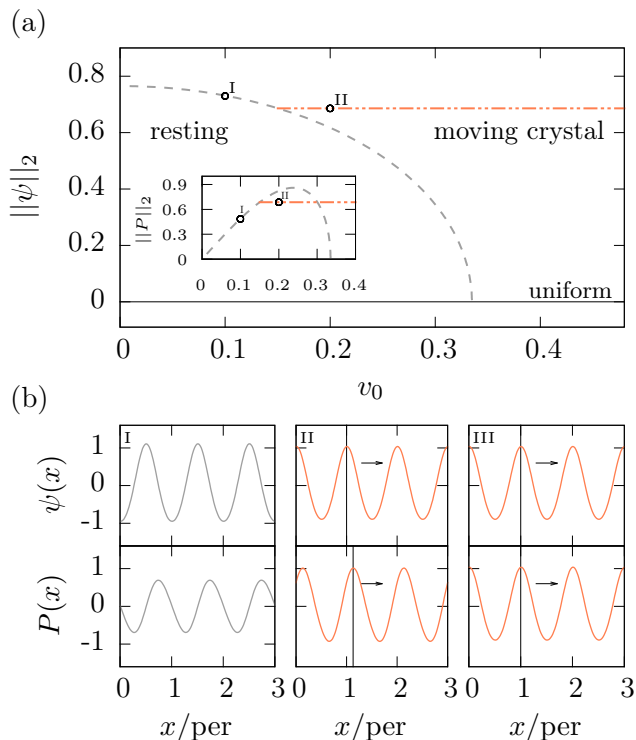 (a)
||ψ||₂
0.8
0.6
0.4
0.2
0
I
II
resting
moving crystal
uniform
||P||₂
0.9
0.6
0.3
0
I
II
0 0.1 0.2 0.3 0.4
0 0.1 0.2 0.3 0.4
v₀
(b)
ψ(x)
1
0
-1
I
II
III
P(x)
1
0
-1
0 1 2 3 0 1 2 3 0 1 2 3
x/per x/per x/per